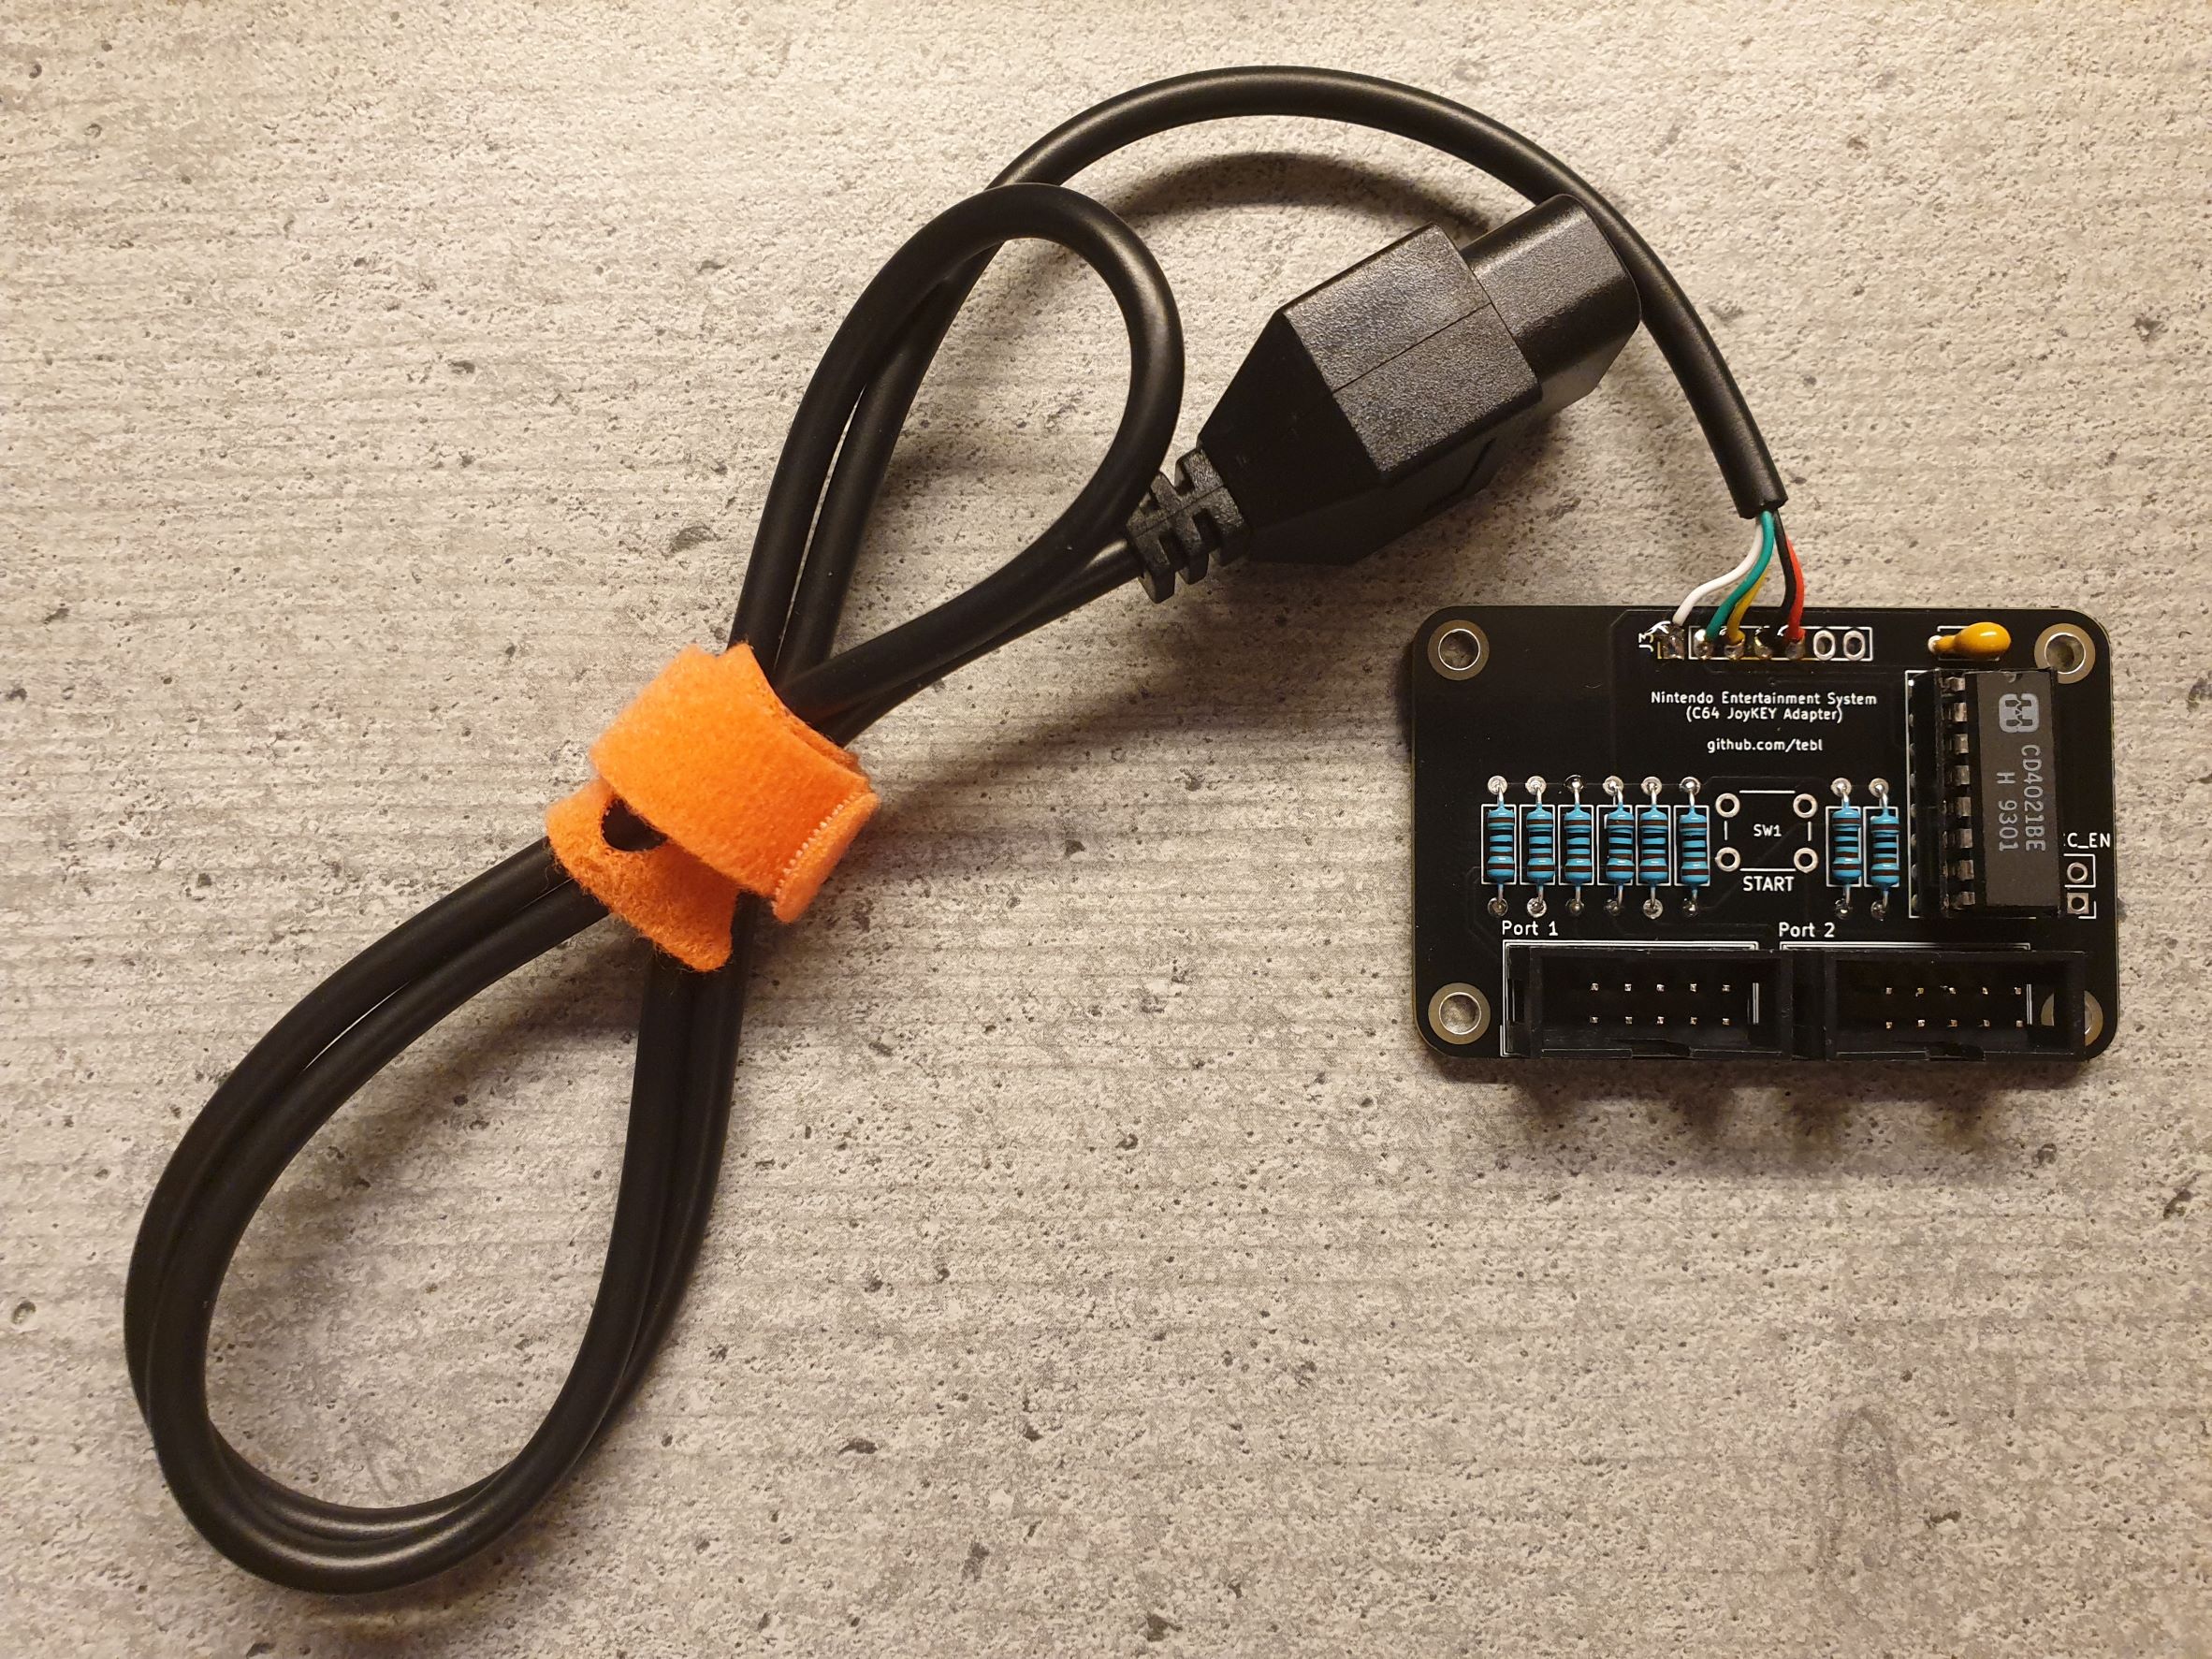 J3
Nintendo Entertainment System
(C64 JoyKEY Adapter)
github.com/tebl
CD4021BE
H 9301
SW1
START
C_EN
Port 1
Port 2